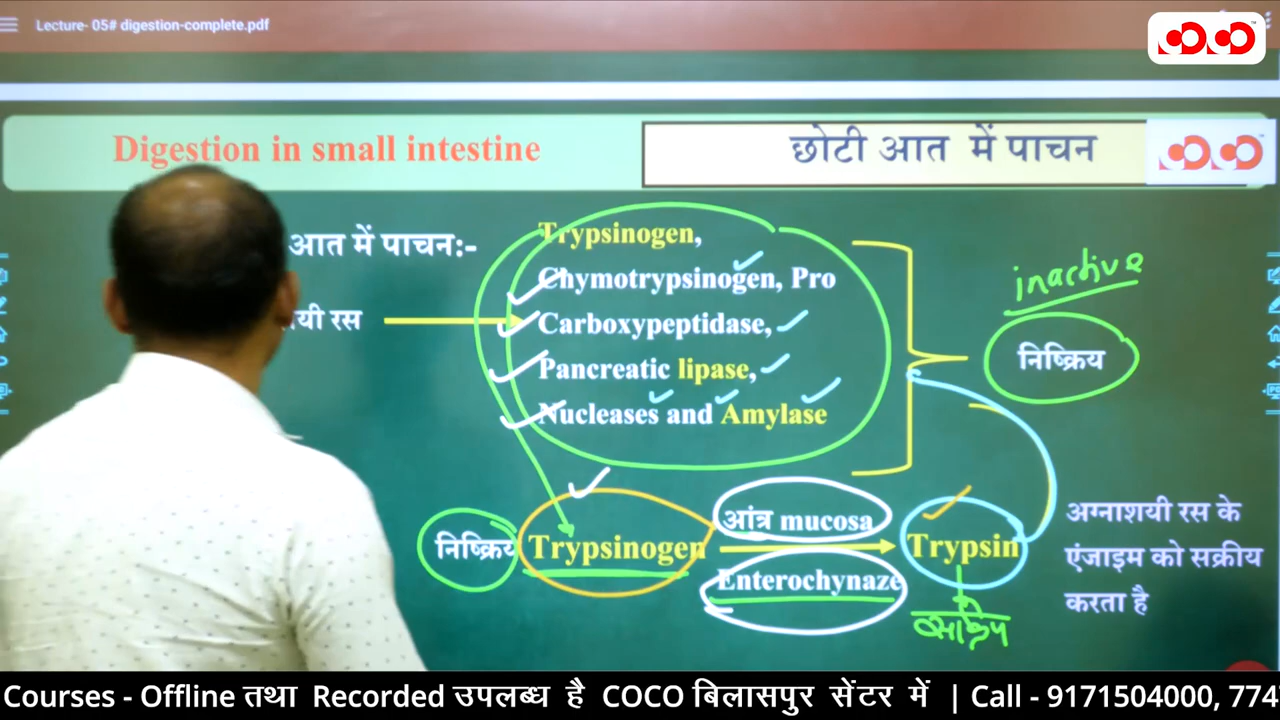 Lecture- 05# digestion-complete.pdf
COCO
Digestion in small intestine
छोटी आत में पाचन
COCO
आत में पाचन:-
Trypsinogen,
Chymotrypsinogen, Pro
यी रस
Carboxypeptidase,
Pancreatic lipase,
Nucleases and Amylase
inactive
निष्क्रिय
निष्क्रिय
Trypsinogen
आंत्र mucosa
Enterochynaze
Trypsin
सक्रिय
अग्नाशयी रस के
एंजाइम को सक्रीय
करता है
Courses - Offline तथा Recorded उपलब्ध है COCO बिलासपुर सेंटर में | Call - 9171504000, 774